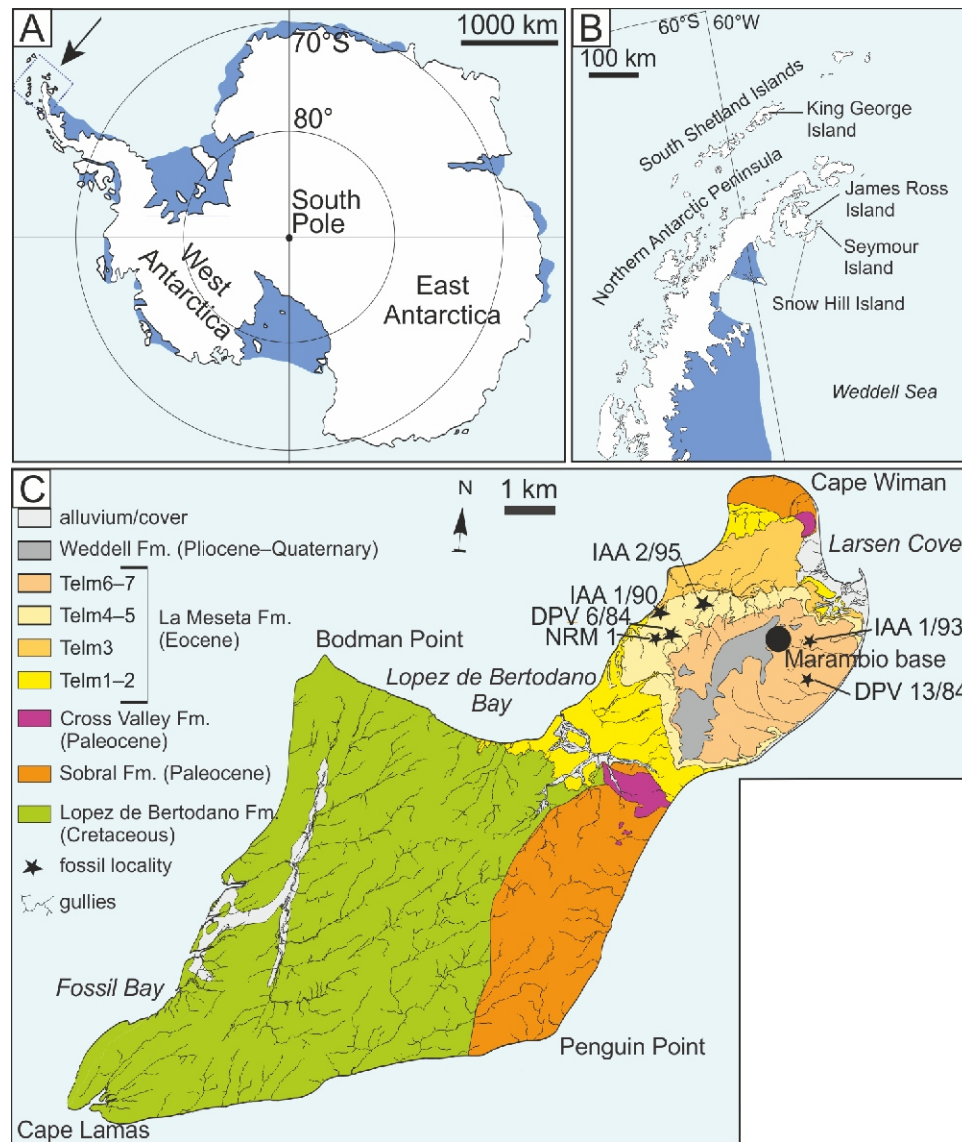 A
1000 km
70°S
80°
South
Pole
West
Antarctica
East
Antarctica
B
60°S
60°W
100 km
South Shetland Islands
King George
Island
Northern Antarctic Peninsula
James Ross
Island
Seymour
Island
Snow Hill Island
Weddell Sea
C
N
1 km
alluvium/cover
Weddell Fm. (Pliocene–Quaternary)
Telm6–7
Telm4–5
Telm3
Telm1–2
La Meseta Fm.
(Eocene)
Cross Valley Fm.
(Paleocene)
Sobral Fm. (Paleocene)
Lopez de Bertodano Fm.
(Cretaceous)
fossil locality
gullies
Cape Wiman
Larsen Cove
IAA 2/95
IAA 1/90
DPV 6/84
NRM 1
IAA 1/93
Marambio base
DPV 13/84
Bodman Point
Lopez de Bertodano
Bay
Fossil Bay
Penguin Point
Cape Lamas